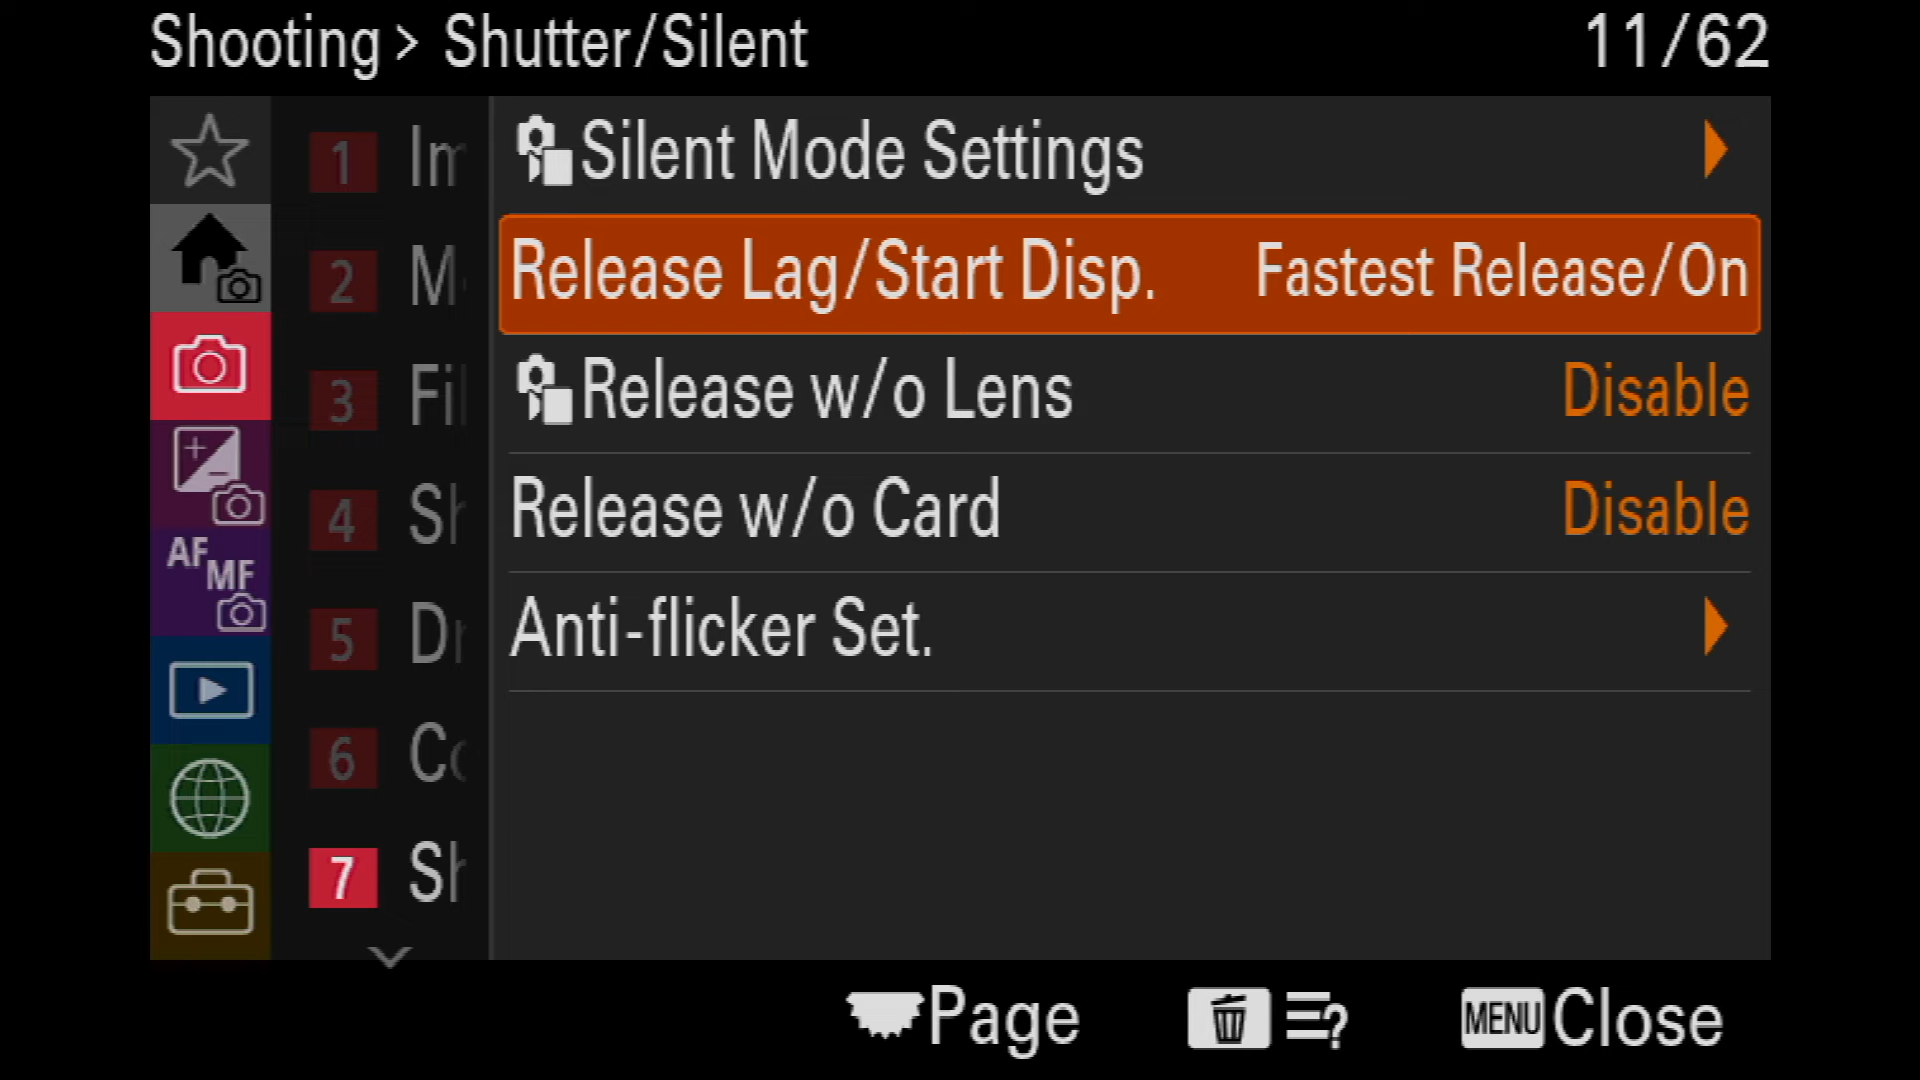 Shooting> Shutter/Silent 11/62
Silent Mode Settings
Release Lag/Start Disp. Fastest Release/On
Release w/o Lens Disable
Release w/o Card Disable
Anti-flicker Set.
AF MF
1
2
3
4
5
6
7
Page ? MENU Close